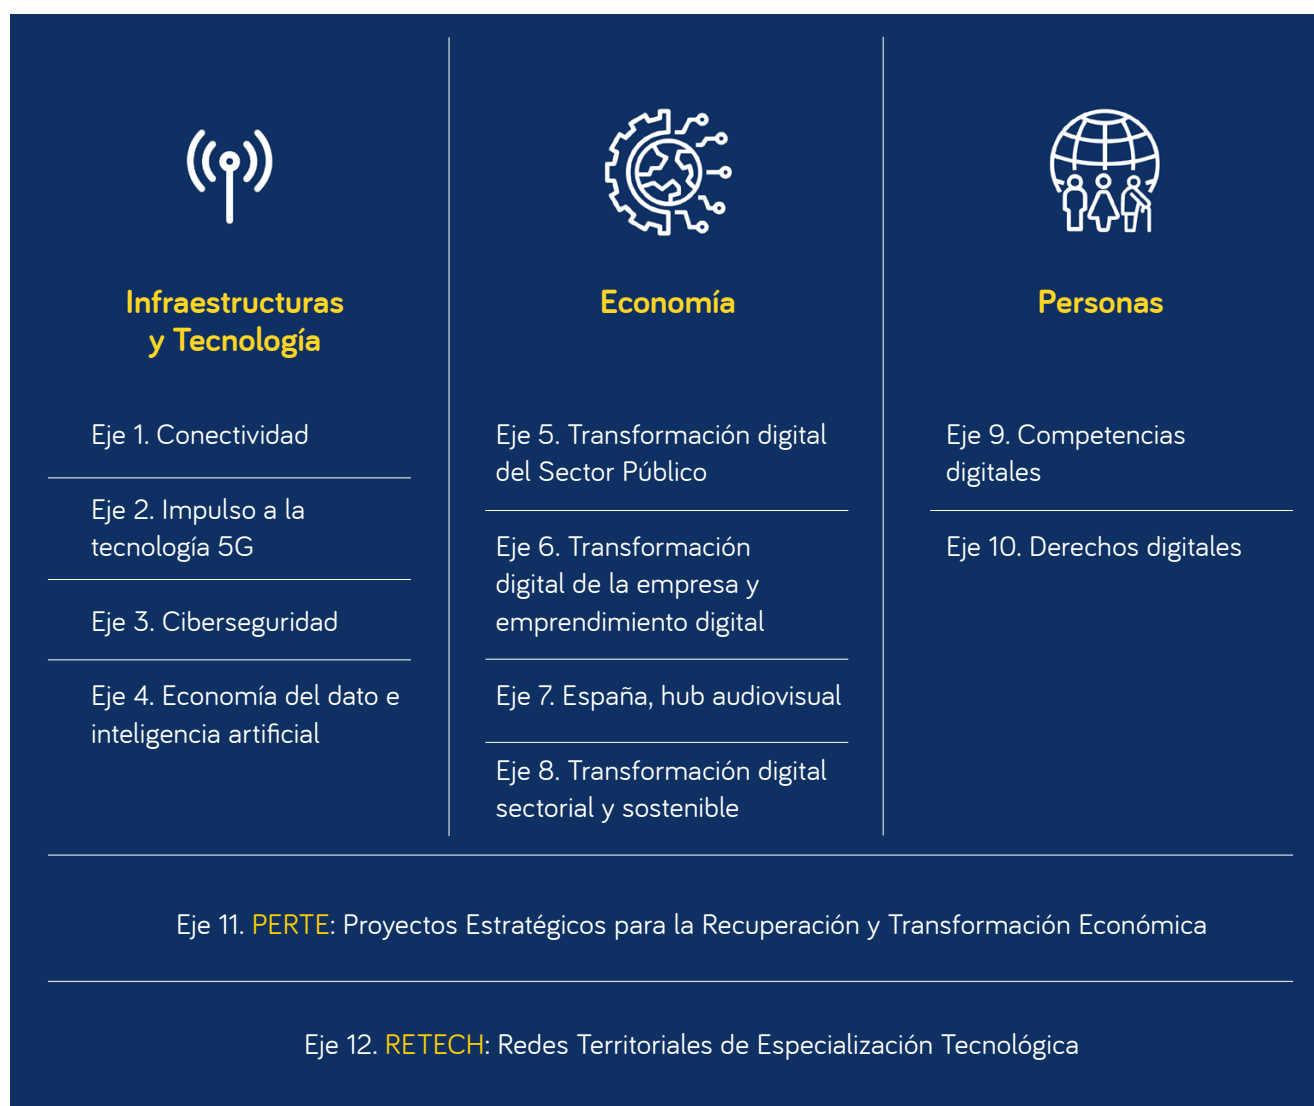 Infraestructuras
y Tecnología
Eje 1. Conectividad
Eje 2. Impulso a la
tecnología 5G
Eje 3. Ciberseguridad
Eje 4. Economía del dato e
inteligencia artificial
Economía
Eje 5. Transformación digital
del Sector Público
Eje 6. Transformación
digital de la empresa y
emprendimiento digital
Eje 7. España, hub audiovisual
Eje 8. Transformación digital
sectorial y sostenible
Personas
Eje 9. Competencias
digitales
Eje 10. Derechos digitales
Eje 11. PERTE: Proyectos Estratégicos para la Recuperación y Transformación Económica
Eje 12. RETECH: Redes Territoriales de Especialización Tecnológica